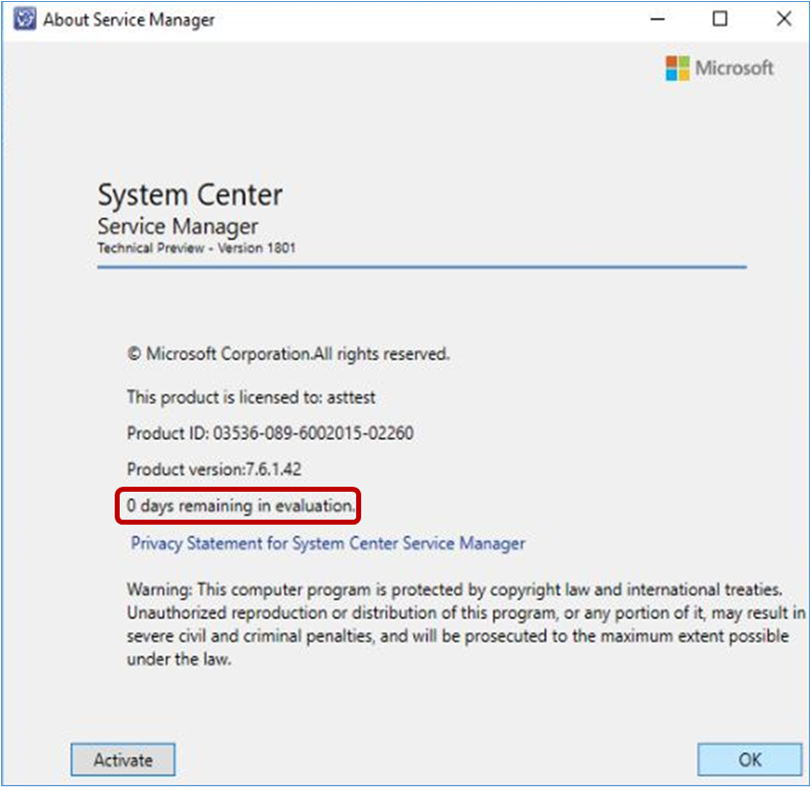 About Service Manager
Microsoft
System Center
Service Manager
Technical Preview - Version 1801
© Microsoft Corporation.All rights reserved.
This product is licensed to: asttest
Product ID: 03536-089-6002015-02260
Product version:7.6.1.42
0 days remaining in evaluation.
Privacy Statement for System Center Service Manager
Warning: This computer program is protected by copyright law and international treaties.
Unauthorized reproduction or distribution of this program, or any portion of it, may result in
severe civil and criminal penalties, and will be prosecuted to the maximum extent possible
under the law.
Activate
OK